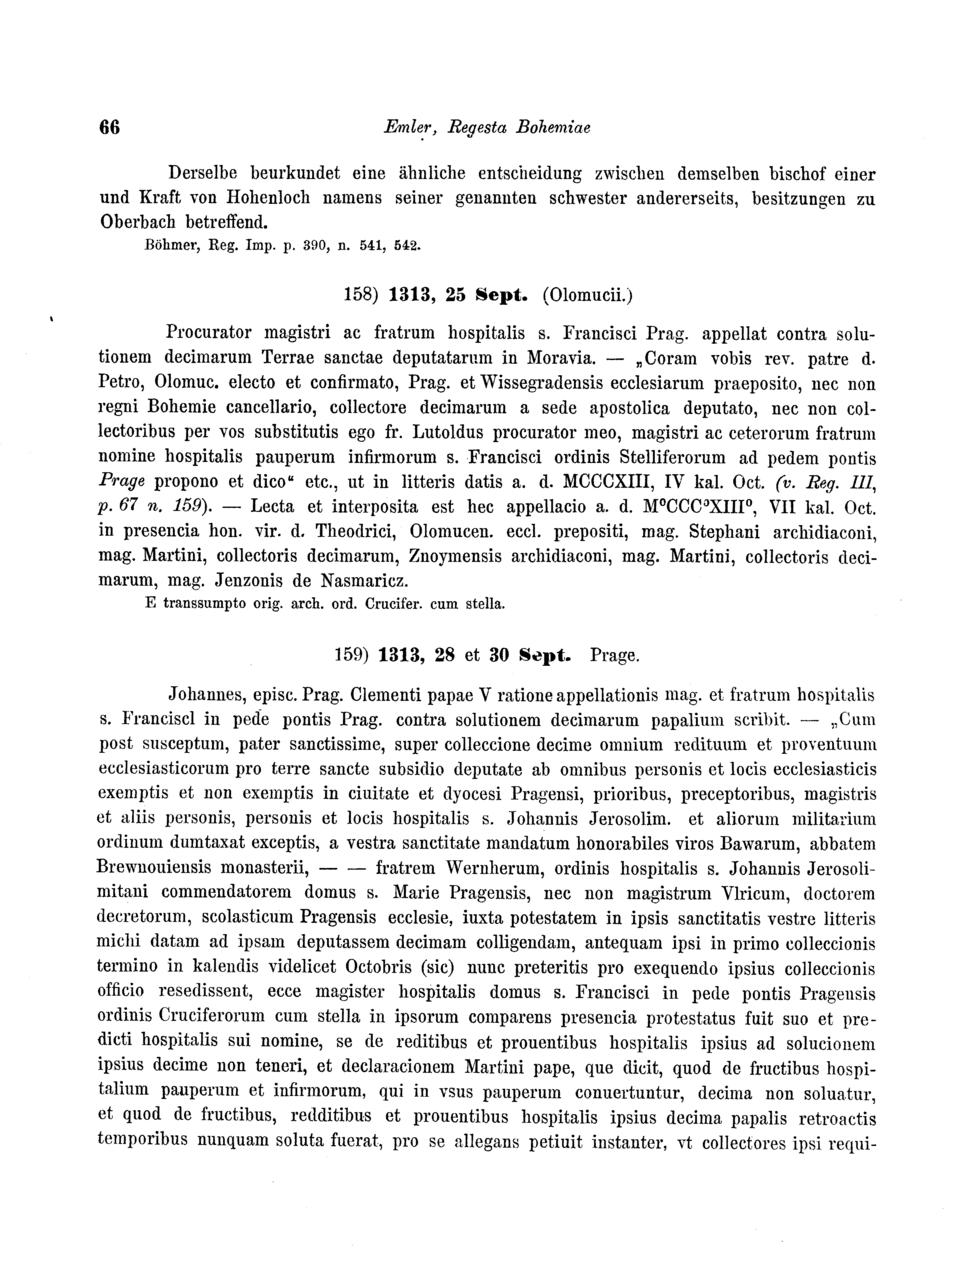 66 Emler, Regesta Bohemiae
Derselbe beurkundet eine ähnliche entscheidung zwischen demselben bischof einer
und Kraft von Hohenloch namens seiner genannten schwester andererseits, besitzungen zu
Oberbach betreffend.
Böhmer, Reg. Imp. p. 390, n. 541, 542.
158) 1313, 25 Sept. (Olomucii.)
Procurator magistri ac fratrum hospitalis s. Francisci Prag. appellat contra solu-
tionem decimarum Terrae sanctae deputatarum in Moravia. — „Coram vobis rev. patre d.
Petro, Olomuc. electo et confirmato, Prag. et Wissegradensis ecclesiarum praeposito, nec non
regni Bohemie cancellario, collectore decimarum a sede apostolica deputato, nec non col-
lectoribus per vos substitutis ego fr. Lutoldus procurator meo, magistri ac ceterorum fratrum
nomine hospitalis pauperum infirmorum s. Francisci ordinis Stelliferorum ad pedem pontis
Prage propono et dico“ etc., ut in litteris datis a. d. MCCCXIII, IV kal. Oct. (v. Reg. III,
p. 67 n. 159). — Lecta et interposita est hec appellacio a. d. M⁰CCC⁰XIII⁰, VII kal. Oct.
in presencia hon. vir. d. Theodrici, Olomucen. eccl. prepositi, mag. Stephani archidiaconi,
mag. Martini, collectoris decimarum, Znoymensis archidiaconi, mag. Martini, collectoris deci-
marum, mag. Jenzonis de Nasmaricz.
E transsumpto orig. arch. ord. Crucifer. cum stella.
159) 1313, 28 et 30 Sept. Prage.
Johannes, episc. Prag. Clementi papae V ratione appellationis mag. et fratrum hospitalis
s. Franciscl in pede pontis Prag. contra solutionem decimarum papalium scribit. — „Cum
post susceptum, pater sanctissime, super colleccione decime omnium redituum et proventuum
ecclesiasticorum pro terre sancte subsidio deputate ab omnibus personis et locis ecclesiasticis
exemptis et non exemptis in ciuitate et dyocesi Pragensi, prioribus, preceptoribus, magistris
et aliis personis, personis et locis hospitalis s. Johannis Jerosolim. et aliorum militarium
ordinum dumtaxat exceptis, a vestra sanctitate mandatum honorabiles viros Bawarum, abbatem
Brewnouiensis monasterii, — — fratrem Wernherum, ordinis hospitalis s. Johannis Jerosoli-
mitani commendatorem domus s. Marie Pragensis, nec non magistrum Vlricum, doctorem
decretorum, scolasticum Pragensis ecclesie, iuxta potestatem in ipsis sanctitatis vestre litteris
michi datam ad ipsam deputassem decimam colligendam, antequam ipsi in primo colleccionis
termino in kalendis videlicet Octobris (sic) nunc preteritis pro exequendo ipsius colleccionis
officio resedissent, ecce magister hospitalis domus s. Francisci in pede pontis Pragensis
ordinis Cruciferorum cum stella in ipsorum comparens presencia protestatus fuit suo et pre-
dicti hospitalis sui nomine, se de reditibus et prouentibus hospitalis ipsius ad solucionem
ipsius decime non teneri, et declaracionem Martini pape, que dicit, quod de fructibus hospi-
talium pauperum et infirmorum, qui in vsus pauperum conuertuntur, decima non soluatur,
et quod de fructibus, redditibus et prouentibus hospitalis ipsius decima papalis retroactis
temporibus nunquam soluta fuerat, pro se allegans petiuit instanter, vt collectores ipsi requi-